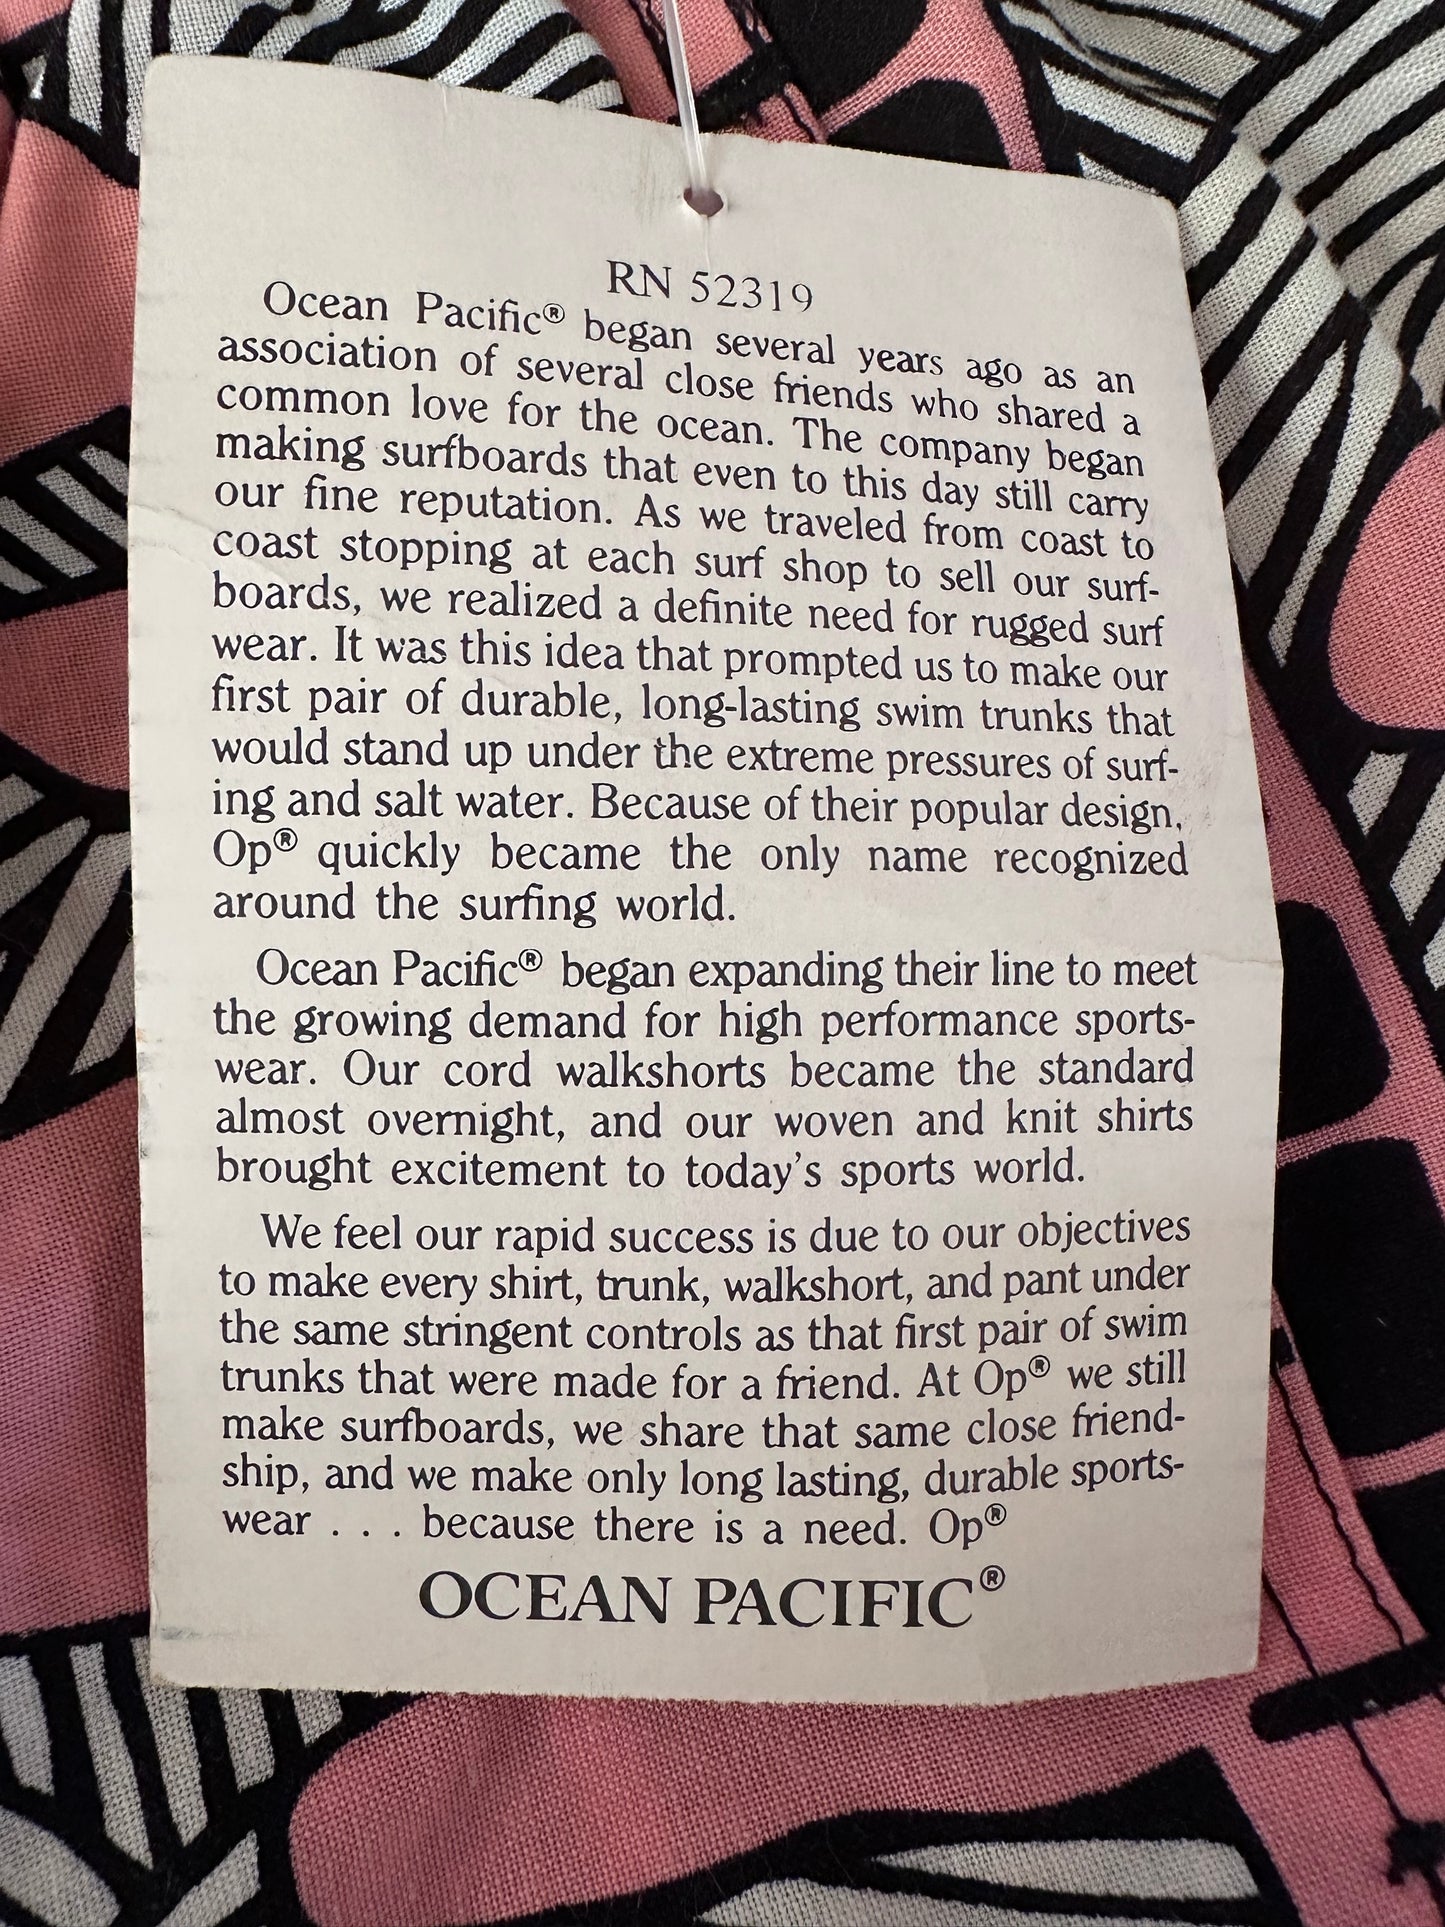 RN 52319
Ocean Pacific® began several years ago as an
association of several close friends who shared a
common love for the ocean. The company began
making surfboards that even to this day still carry
our fine reputation. As we traveled from coast to
coast stopping at each surf shop to sell our surf-
boards, we realized a definite need for rugged surf
wear. It was this idea that prompted us to make our
first pair of durable, long-lasting swim trunks that
would stand up under the extreme pressures of surf-
ing and salt water. Because of their popular design,
Op® quickly became the only name recognized
around the surfing world.
Ocean Pacific® began expanding their line to meet
the growing demand for high performance sports-
wear. Our cord walkshorts became the standard
almost overnight, and our woven and knit shirts
brought excitement to today's sports world.
We feel our rapid success is due to our objectives
to make every shirt, trunk, walkshort, and pant under
the same stringent controls as that first pair of swim
trunks that were made for a friend. At Op® we still
make surfboards, we share that same close friend-
ship, and we make only long lasting, durable sports-
wear . . . because there is a need. Op®
OCEAN PACIFIC®